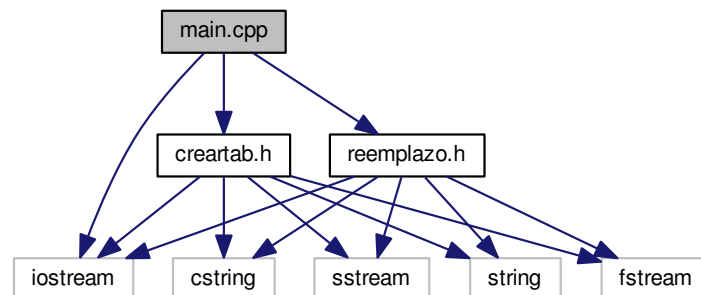 main.cpp
creartab.h
reemplazo.h
iostream
cstring
sstream
string
fstream